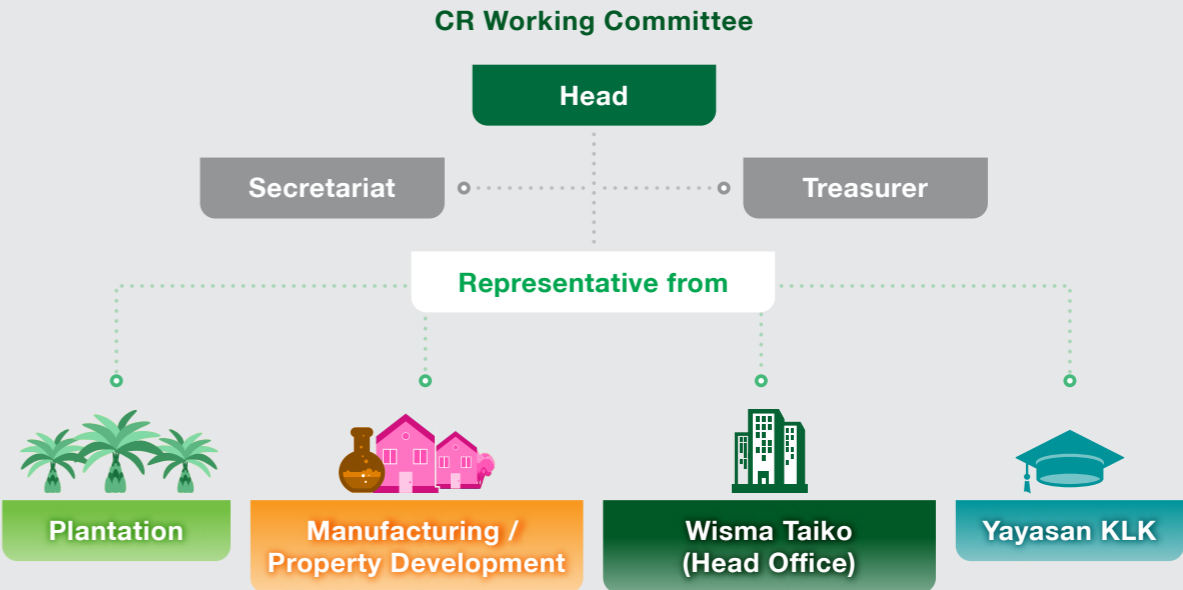 CR Working Committee
Head
Secretariat
Treasurer
Representative from
Plantation
Manufacturing /
Property Development
Wisma Taiko
(Head Office)
Yayasan KLK